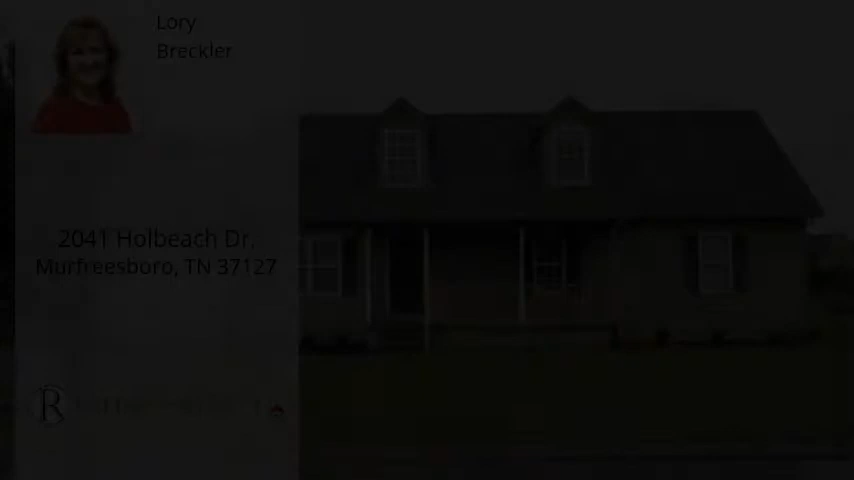 Lory
Breckler
2041 Holbeach Dr.
Murfreesboro, TN 37127
R